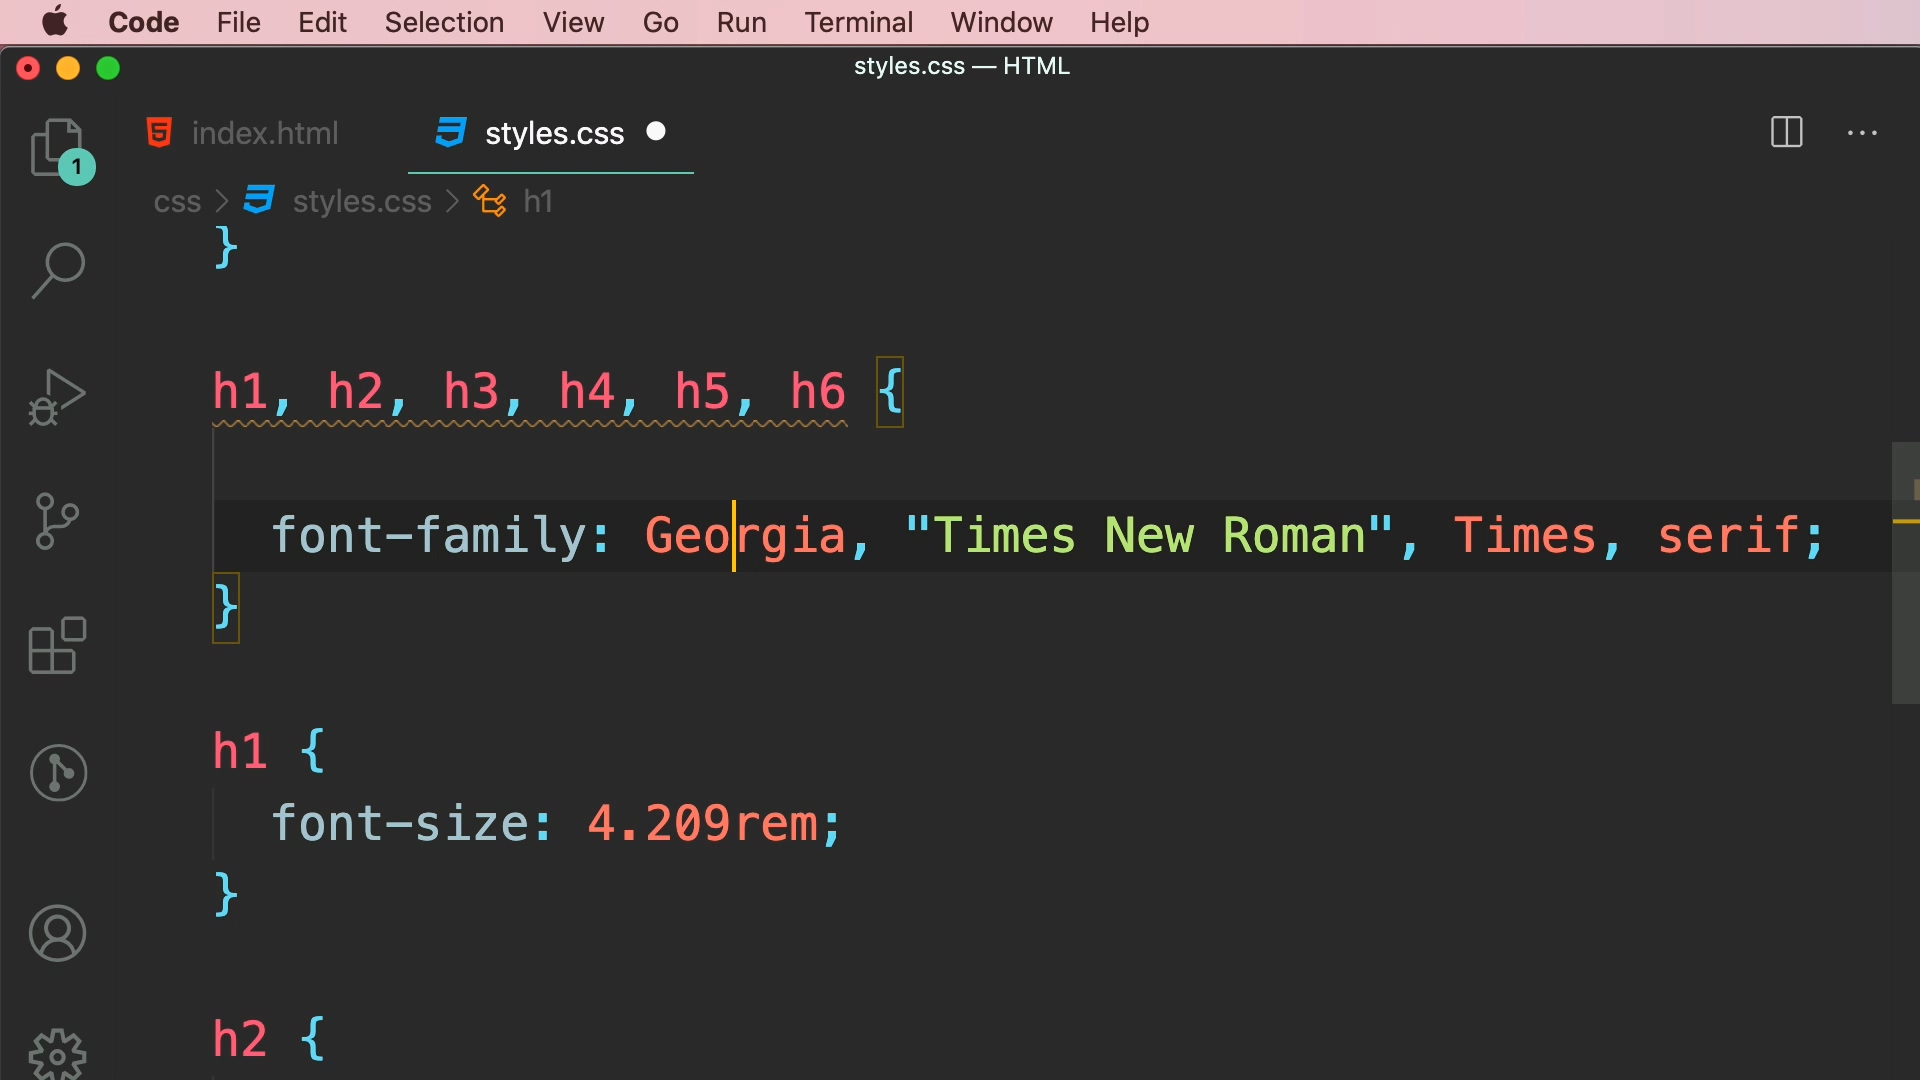 Code File Edit Selection View Go Run Terminal Window Help
styles.css — HTML
index.html styles.css
1
css > styles.css > h1
}
h1, h2, h3, h4, h5, h6 {
font-family: Georgia, "Times New Roman", Times, serif;
}
h1 {
font-size: 4.209rem;
}
h2 {